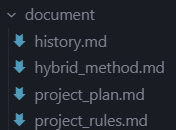 document
history.md
hybrid_method.md
project_plan.md
project_rules.md